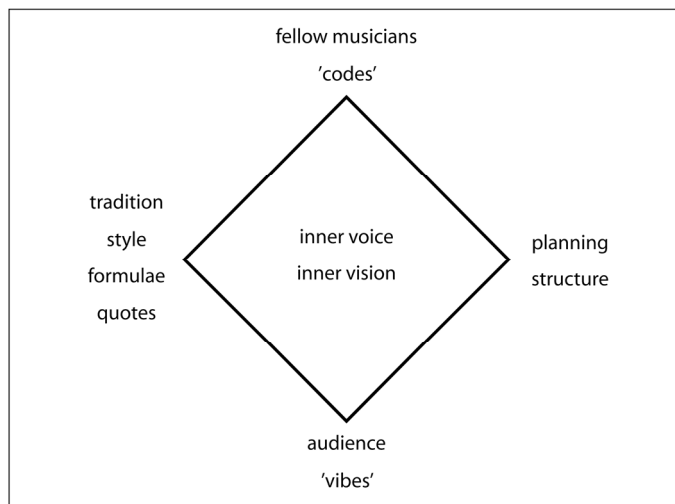 fellow musicians
’codes’
tradition
style
formulae
quotes
inner voice
inner vision
planning
structure
audience
’vibes’